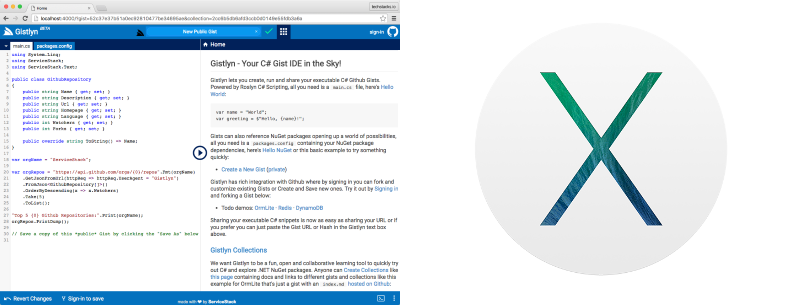 Home
techstacks.io
localhost:4000/?gist=
Gistlyn BETA
New Public Gist
sign-in
main.cs
packages.config
Home
1 using System.Linq;
2 using ServiceStack;
3 using ServiceStack.Text;
4
5 public class GithubRepository
6 {
7 public string Name { get; set; }
8 public string Description { get; set; }
9 public string Url { get; set; }
10 public string Homepage { get; set; }
11 public string Language { get; set; }
12 public int Watchers { get; set; }
13 public int Forks { get; set; }
14
15 public override string ToString() => Name;
16 }
17
18 var orgName = "ServiceStack";
19
20 var orgRepos = "https://api.github.com/orgs/{0}/repos".Fmt(orgName)
21 .GetJsonFromUrl(httpReq => httpReq.UserAgent = "Gistlyn")
22 .FromJson<GithubRepository[]>()
23 .OrderByDescending(x => x.Watchers)
24 .Take(5)
25 .ToList();
26
27 "Top 5 {0} Github Repositories:".Print(orgName);
28 orgRepos.PrintDump();
29
30 // Save a copy of this *public* Gist by clicking the "Save As" below
31
Gistlyn - Your C# Gist IDE in the Sky!
Gistlyn lets you create, run and share your executable C# Github Gists.
Powered by Roslyn C# Scripting, all you need is a main.cs file, here's Hello
World:
var name = "World";
var greeting = $"Hello, {name}!";
Gists can also reference NuGet packages opening up a world of possibilities,
all you need is a packages.config containing your NuGet package
dependencies, here's Hello NuGet or this basic example to try something
quickly:
• Create a New Gist (private)
Gistlyn has rich integration with Github where by signing in you can fork and
customize existing Gists or Create and Save new ones. Try it out by Signing in
and forking a Gist below:
• Todo demos: OrmLite · Redis · DynamoDB
Sharing your executable C# snippets is now as easy as sharing your URL or if
you prefer you can just paste the Gist URL or Hash in the Gistlyn text box
above.
Gistlyn Collections
We want Gistlyn to be a fun, open and collaborative learning tool to quickly try
out C# and explore .NET NuGet packages. Anyone can Create Collections like
this page containing docs and links to different gists and collections like this
example for OrmLite that's just a gist with an index.md hosted on Github:
Revert Changes
Sign-in to save
made with ❤ by ServiceStack
X